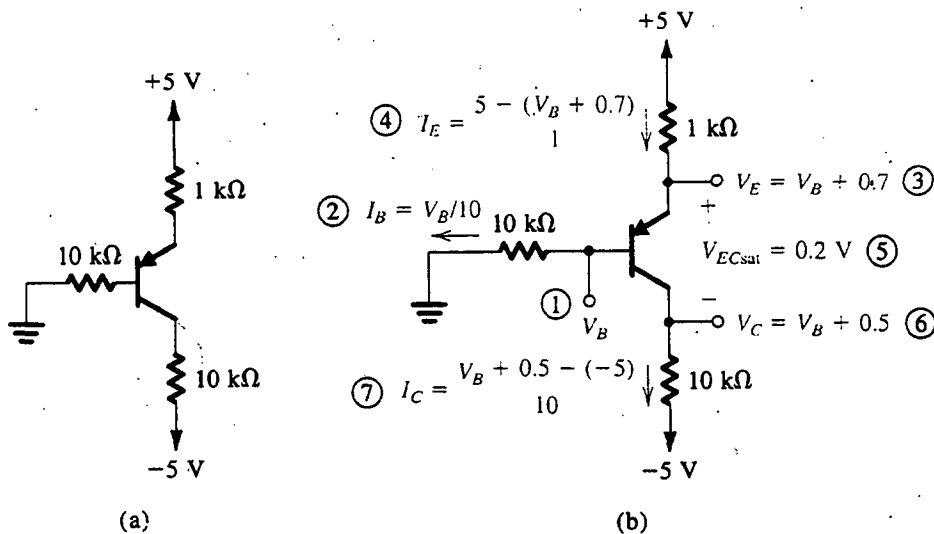 +5 V
1 kΩ
10 kΩ
10 kΩ
−5 V
(a)
+5 V
④ I_E = 5 − (V_B + 0.7) / 1
1 kΩ
V_E = V_B + 0.7 ③
② I_B = V_B/10
10 kΩ
+
V_ECsat = 0.2 V ⑤
①
V_B
−
V_C = V_B + 0.5 ⑥
⑦ I_C = V_B + 0.5 − (−5) / 10
10 kΩ
−5 V
(b)